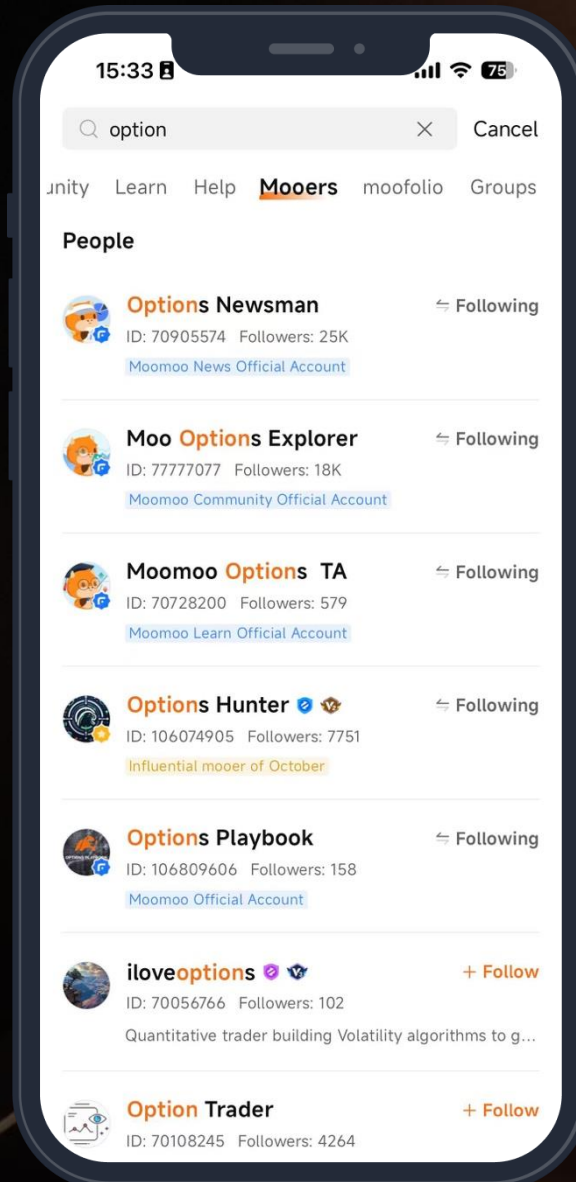 15:33
75
option
Cancel
unity Learn Help Mooers moofolio Groups
People
Options Newsman
Following
ID: 70905574 Followers: 25K
Moomoo News Official Account
Moo Options Explorer
Following
ID: 77777077 Followers: 18K
Moomoo Community Official Account
Moomoo Options TA
Following
ID: 70728200 Followers: 579
Moomoo Learn Official Account
Options Hunter
Following
ID: 106074905 Followers: 7751
Influential mooer of October
Options Playbook
Following
ID: 106809606 Followers: 158
Moomoo Official Account
iloveoptions
+ Follow
ID: 70056766 Followers: 102
Quantitative trader building Volatility algorithms to g...
Option Trader
+ Follow
ID: 70108245 Followers: 4264